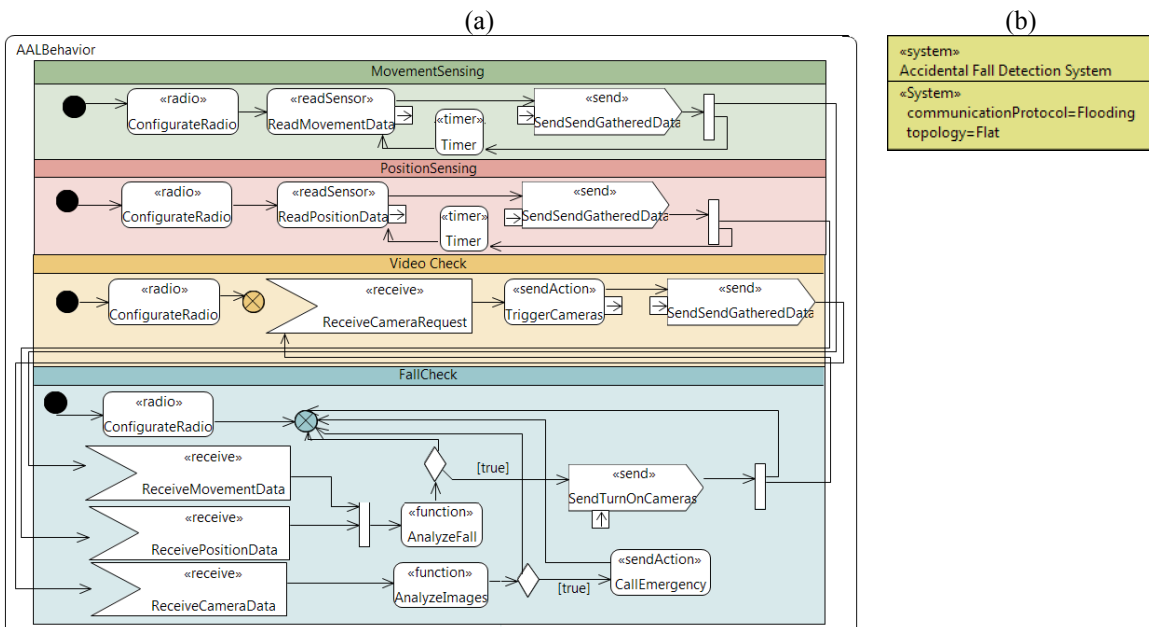 (a)
(b)
AALBehavior
MovementSensing
«radio»
ConfigurateRadio
«readSensor»
ReadMovementData
«timer»
Timer
«send»
SendSendGatheredData
PositionSensing
«radio»
ConfigurateRadio
«readSensor»
ReadPositionData
«timer»
Timer
«send»
SendSendGatheredData
Video Check
«radio»
ConfigurateRadio
«receive»
ReceiveCameraRequest
«sendAction»
TriggerCameras
«send»
SendSendGatheredData
FallCheck
«radio»
ConfigurateRadio
«receive»
ReceiveMovementData
«receive»
ReceivePositionData
«receive»
ReceiveCameraData
«function»
AnalyzeFall
«function»
AnalyzeImages
[true]
«send»
SendTurnOnCameras
[true]
«sendAction»
CallEmergency
«system»
Accidental Fall Detection System
«System»
communicationProtocol=Flooding
topology=Flat